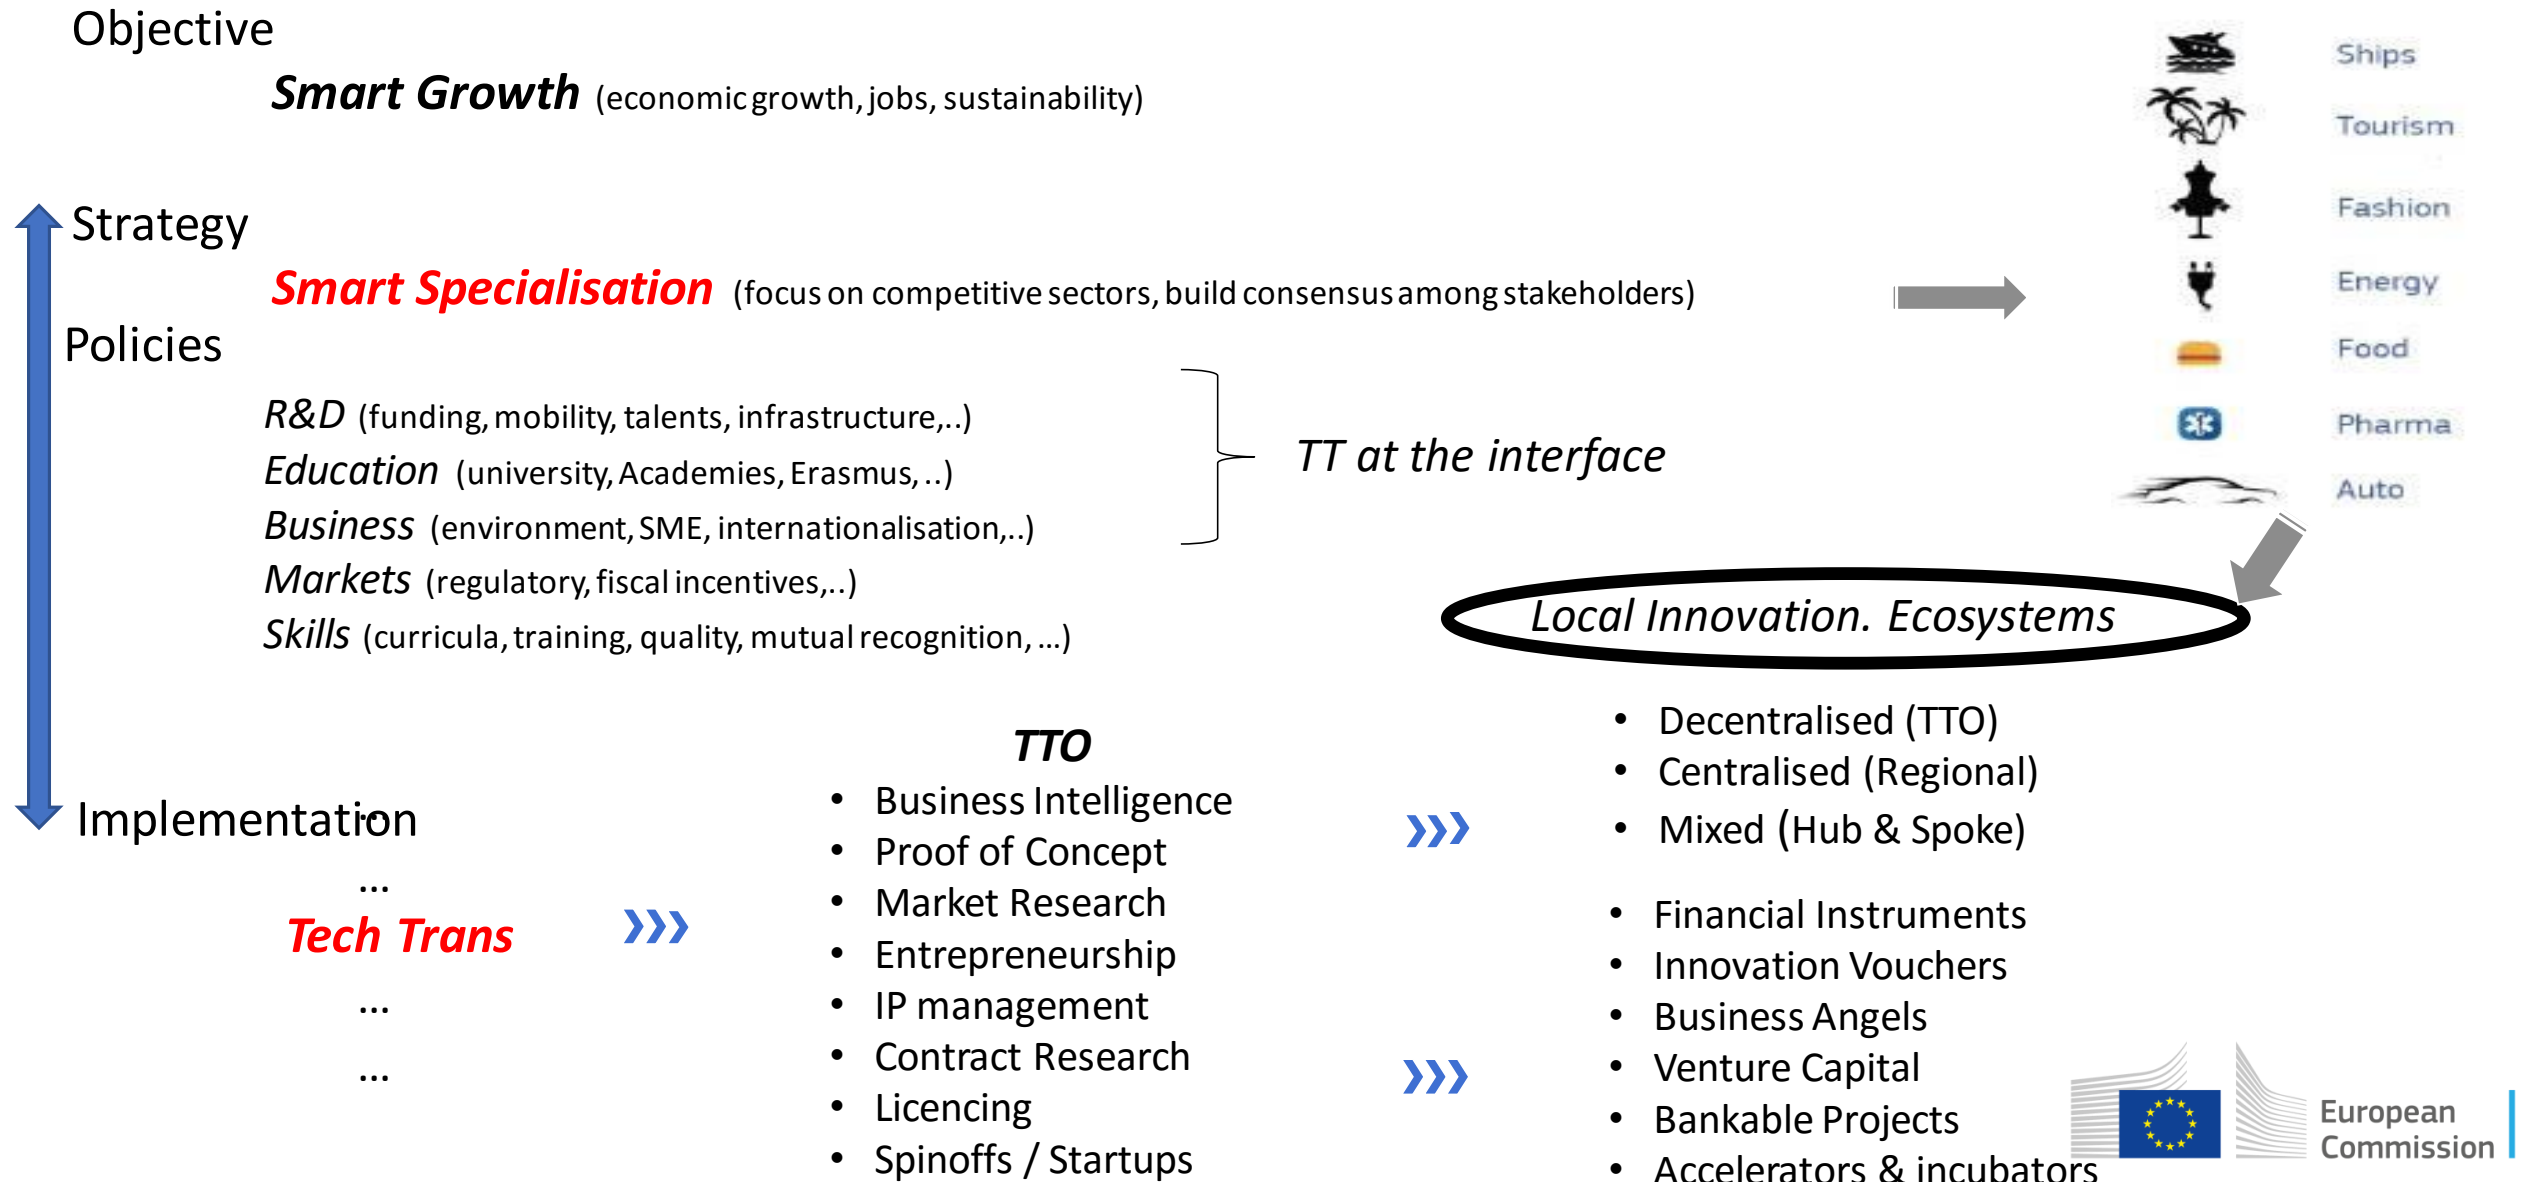 Objective
Smart Growth (economic growth, jobs, sustainability)
Strategy
Smart Specialisation (focus on competitive sectors, build consensus among stakeholders)
Policies
R&D (funding, mobility, talents, infrastructure,..)
Education (university, Academies, Erasmus, ..)
Business (environment, SME, internationalisation,..)
Markets (regulatory, fiscal incentives,..)
Skills (curricula, training, quality, mutual recognition, ...)
TT at the interface
Ships
Tourism
Fashion
Energy
Food
Pharma
Auto
Local Innovation. Ecosystems
Implementation
...
...
Tech Trans
...
...
TTO
• Business Intelligence
• Proof of Concept
• Market Research
• Entrepreneurship
• IP management
• Contract Research
• Licencing
• Spinoffs / Startups
• Decentralised (TTO)
• Centralised (Regional)
• Mixed (Hub & Spoke)
• Financial Instruments
• Innovation Vouchers
• Business Angels
• Venture Capital
• Bankable Projects
• Accelerators & incubators
European
Commission